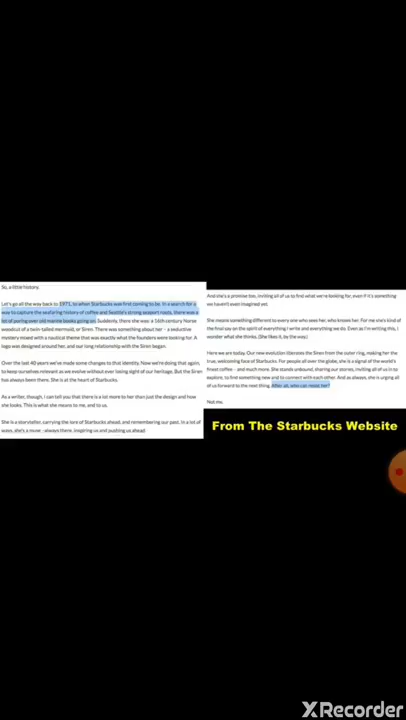 So, a little history.
Let's go all the way back to 1971, to when Starbucks was first coming to be. In a search for a
way to capture the seafaring history of coffee and Seattle's strong seaport roots, there was a
lot of poring over old marine books going on. Suddenly, there she was: a 16th century Norse
woodcut of a twin-tailed mermaid, or Siren. There was something about her – a seductive
mystery mixed with a nautical theme that was exactly what the founders were looking for. A
logo was designed around her, and our long relationship with the Siren began.
Over the last 40 years we've made some changes to that identity. Now we're doing that again,
to keep ourselves relevant as we evolve without ever losing sight of our heritage. But the Siren
has always been there. She is at the heart of Starbucks.
As a writer, though, I can tell you that there is a lot more to her than just the design and how
she looks. This is what she means to me, and to us.
She is a storyteller, carrying the lore of Starbucks ahead, and remembering our past. In a lot of
ways, she's a muse – always there, inspiring us and pushing us ahead
And she's a promise too, inviting all of us to find what we're looking for, even if it's something
we haven't even imagined yet.
She means something different to every one who sees her, who knows her. For me she's kind of
the final say on the spirit of everything I write and everything we do. Even as I'm writing this, I
wonder what she thinks. (She likes it, by the way.)
Here we are today. Our new evolution liberates the Siren from the outer ring, making her the
true, welcoming face of Starbucks. For people all over the globe, she is a signal of the world's
finest coffee – and much more. She stands unbound, sharing our stories, inviting all of us in to
explore, to find something new and to connect with each other. And as always, she is urging all
of us forward to the next thing. After all, who can resist her?
Not me.
From The Starbucks Website
XRecorder